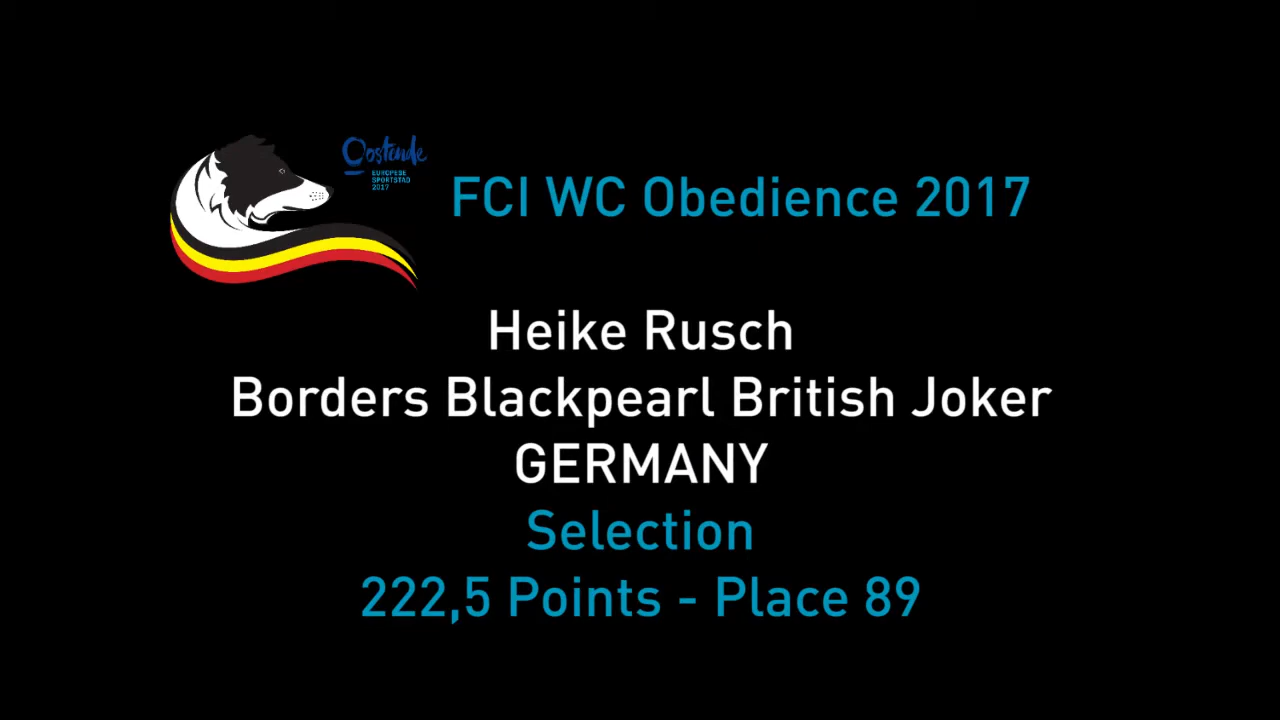 Oostende
EUROPESE
SPORTSTAD
2017
FCI WC Obedience 2017
Heike Rusch
Borders Blackpearl British Joker
GERMANY
Selection
222,5 Points - Place 89